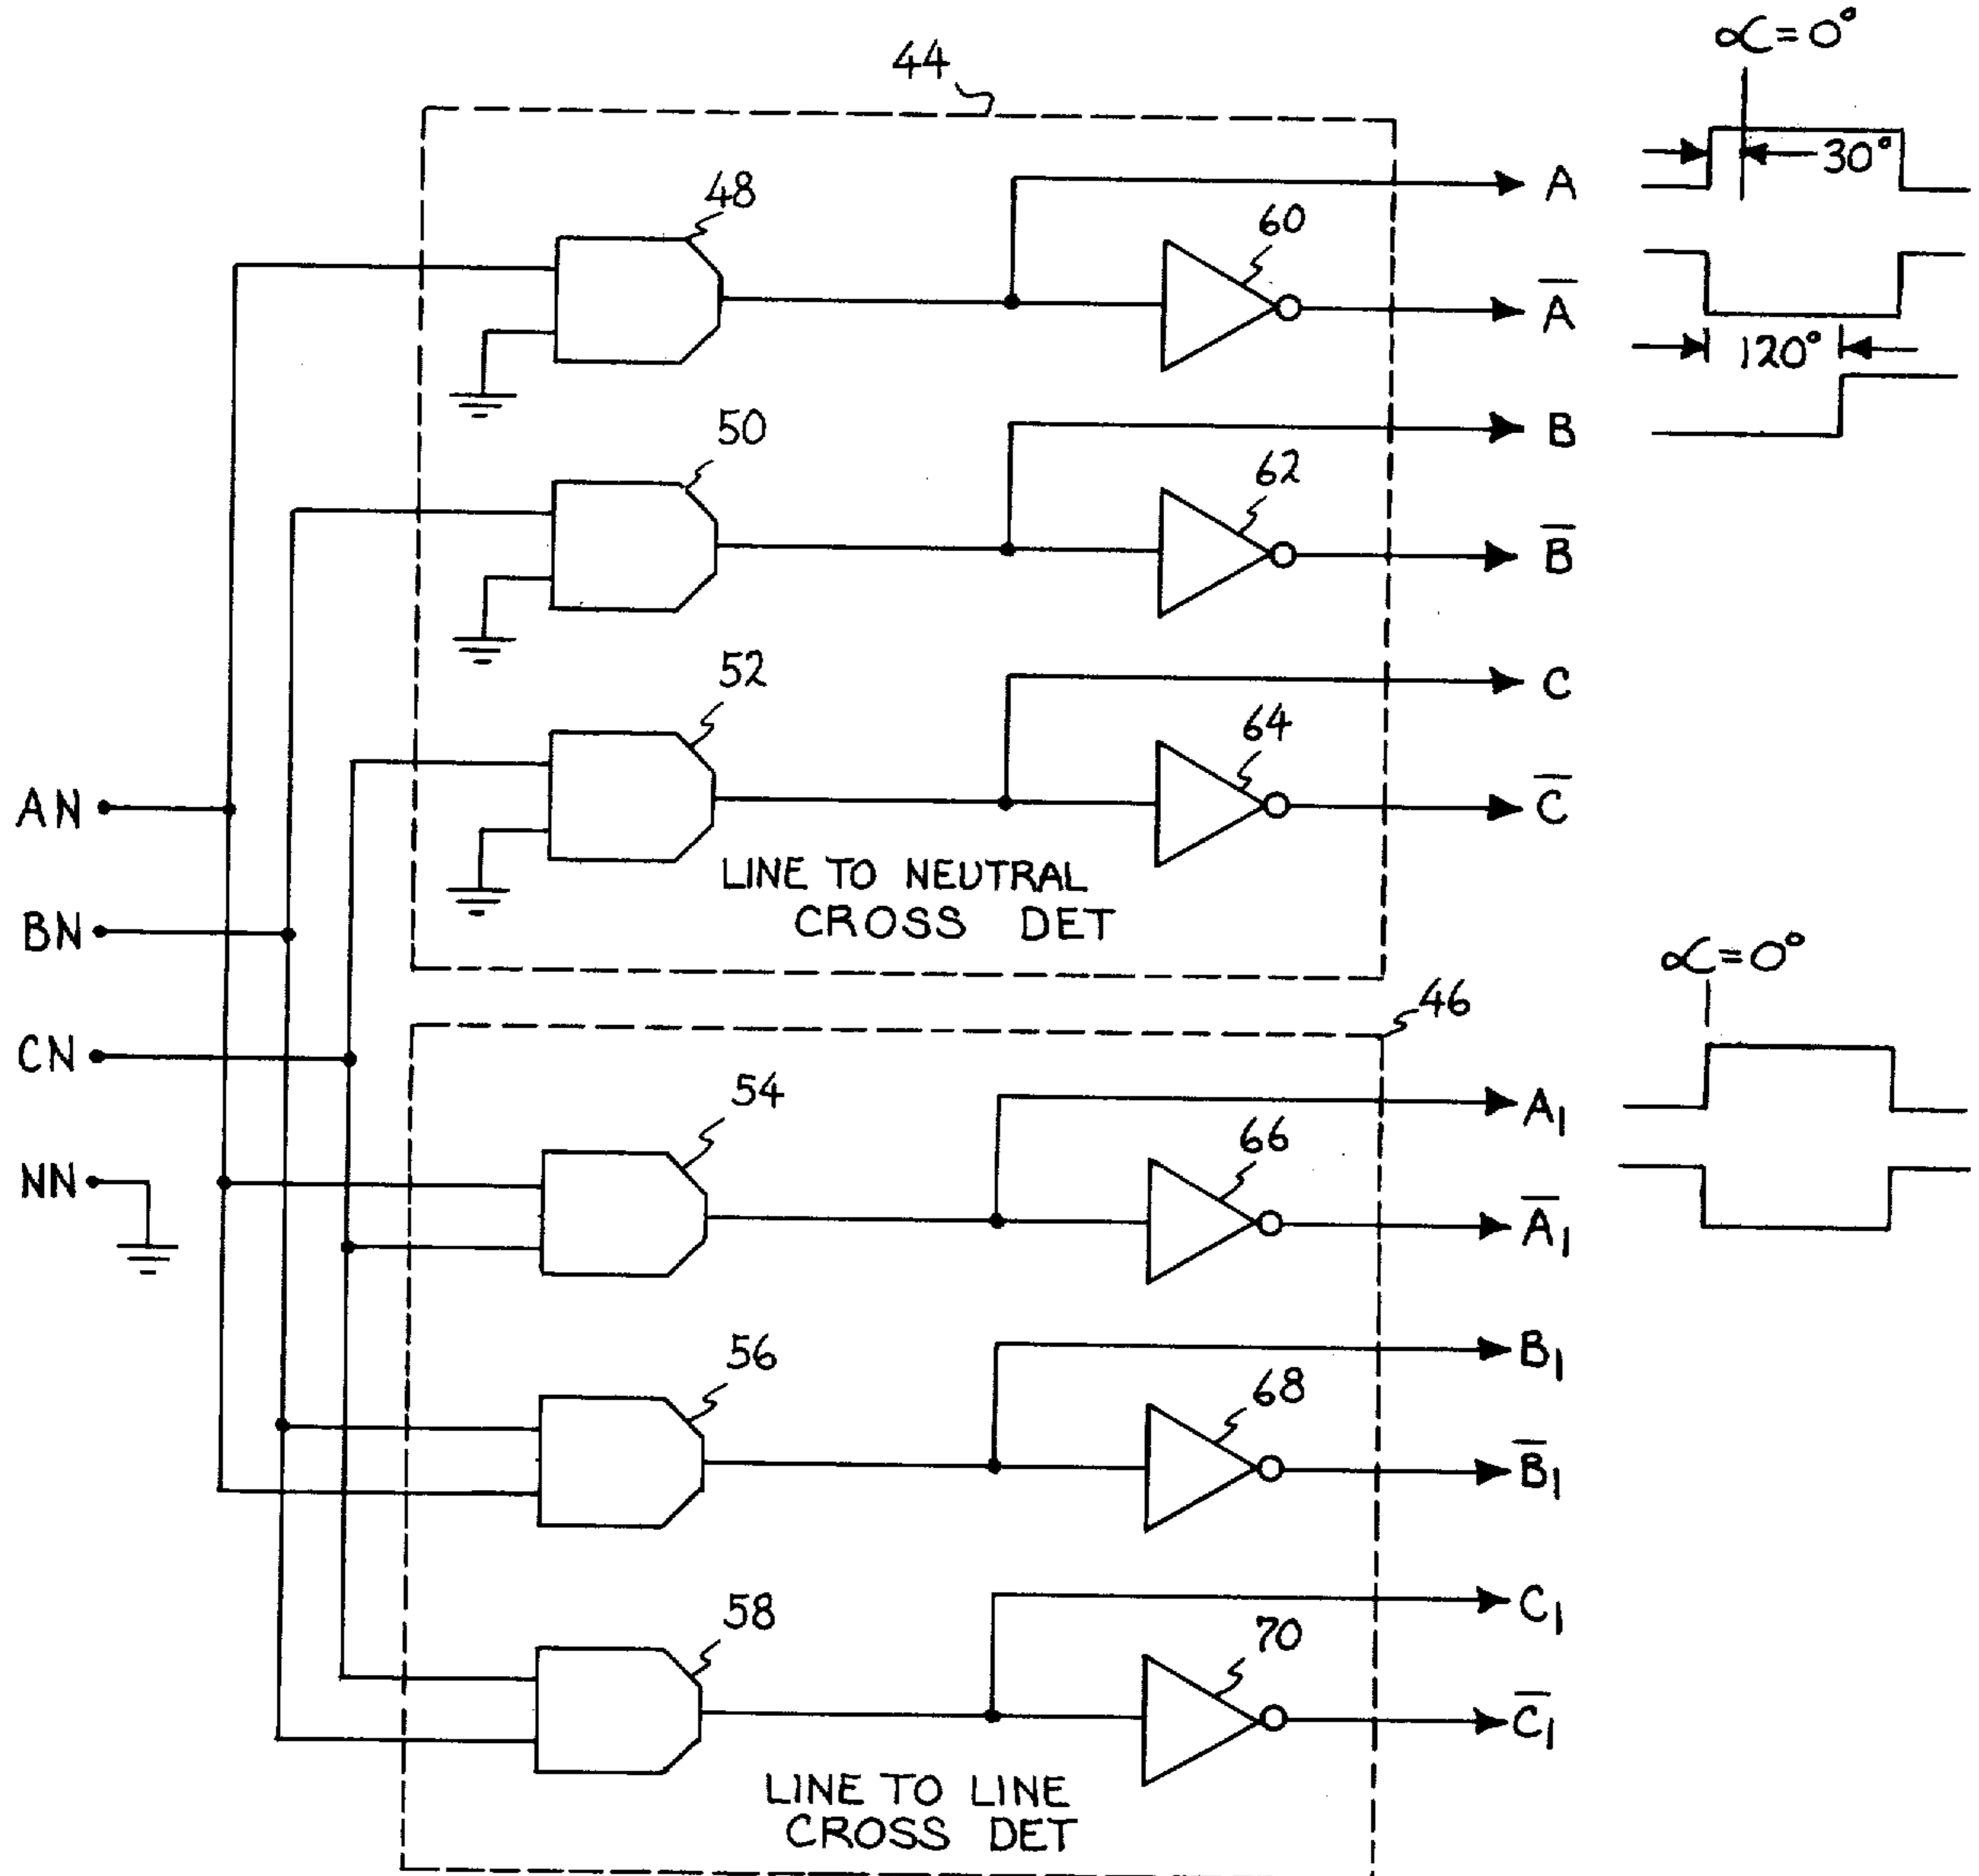 α=0°
44
30°
48
A
60
A̅
120°
50
B
62
B̅
52
C
64
AN
C̅
LINE TO NEUTRAL
CROSS DET
BN
α=0°
46
CN
54
A₁
66
NN
A̅₁
56
B₁
68
B̅₁
58
C₁
70
C̅₁
LINE TO LINE
CROSS DET